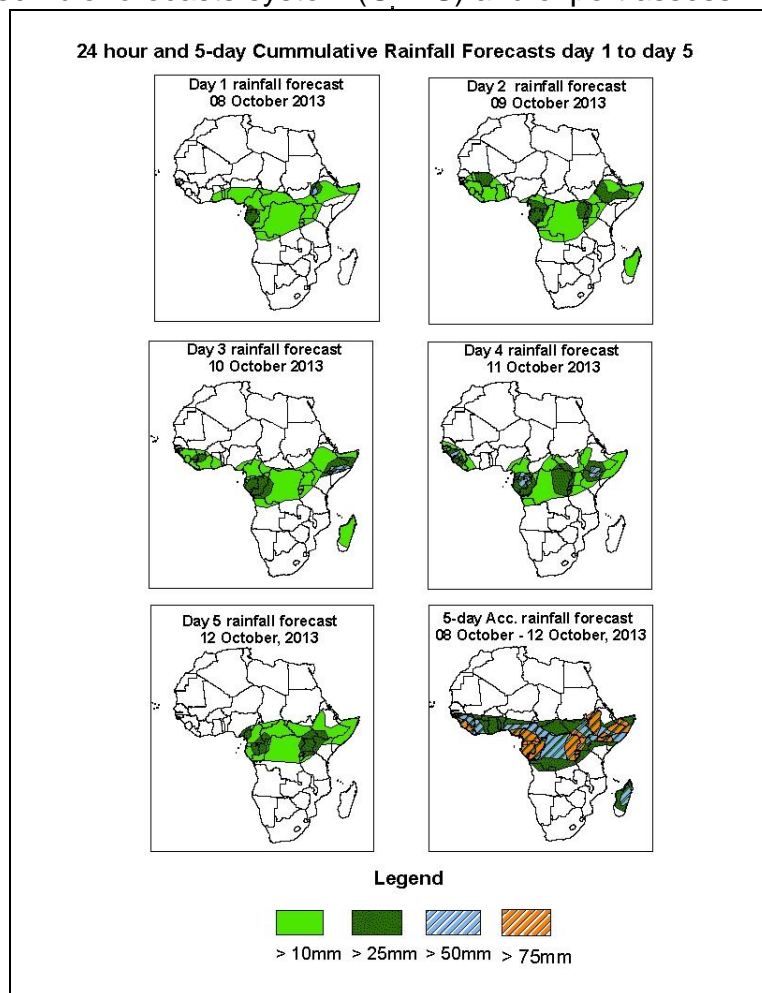 24 hour and 5-day Cummulative Rainfall Forecasts day 1 to day 5
Day 1 rainfall forecast
08 October 2013
Day 2 rainfall forecast
09 October 2013
Day 3 rainfall forecast
10 October 2013
Day 4 rainfall forecast
11 October 2013
Day 5 rainfall forecast
12 October, 2013
5-day Acc. rainfall forecast
08 October - 12 October, 2013
Legend
> 10mm > 25mm > 50mm > 75mm